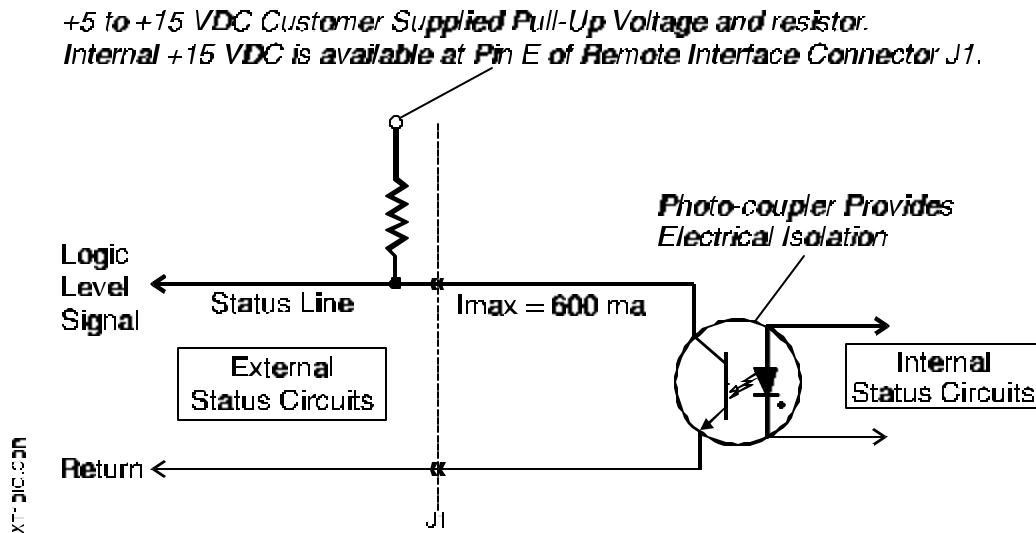 +5 to +15 VDC Customer Supplied Pull-Up Voltage and resistor.
Internal +15 VDC is available at Pin E of Remote Interface Connector J1.
Photo-coupler Provides
Electrical Isolation
Logic
Level
Signal
Status Line
Imax = 600 ma
External
Status Circuits
Internal
Status Circuits
Return
J1